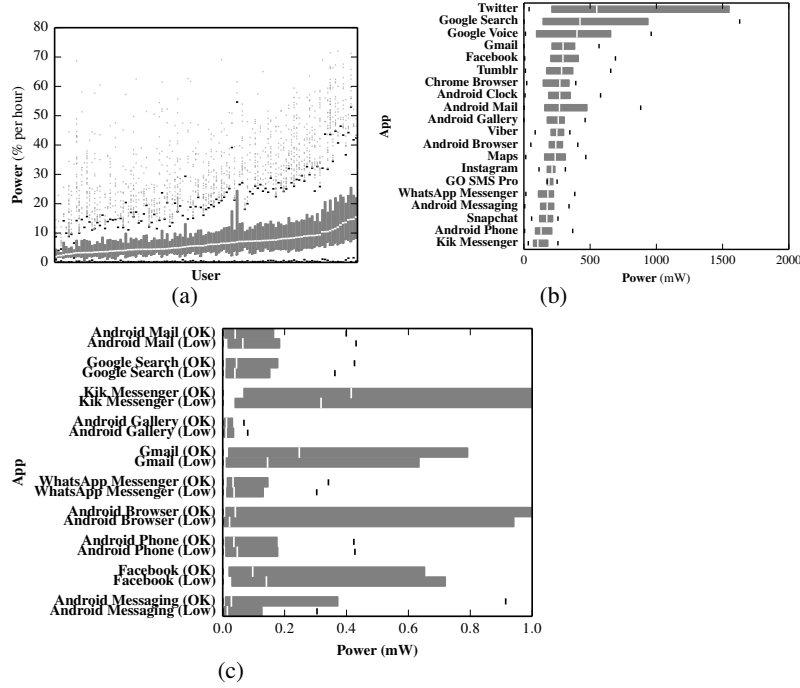 80
70
60
50
40
30
20
10
0
Power (% per hour)
User
(a)
App
Twitter
Google Search
Google Voice
Gmail
Facebook
Tumblr
Chrome Browser
Android Clock
Android Mail
Android Gallery
Viber
Android Browser
Maps
Instagram
GO SMS Pro
WhatsApp Messenger
Android Messaging
Snapchat
Android Phone
Kik Messenger
0 500 1000 1500 2000
Power (mW)
(b)
App
Android Mail (OK)
Android Mail (Low)
Google Search (OK)
Google Search (Low)
Kik Messenger (OK)
Kik Messenger (Low)
Android Gallery (OK)
Android Gallery (Low)
Gmail (OK)
Gmail (Low)
WhatsApp Messenger (OK)
WhatsApp Messenger (Low)
Android Browser (OK)
Android Browser (Low)
Android Phone (OK)
Android Phone (Low)
Facebook (OK)
Facebook (Low)
Android Messaging (OK)
Android Messaging (Low)
0.0 0.2 0.4 0.6 0.8 1.0
Power (mW)
(c)